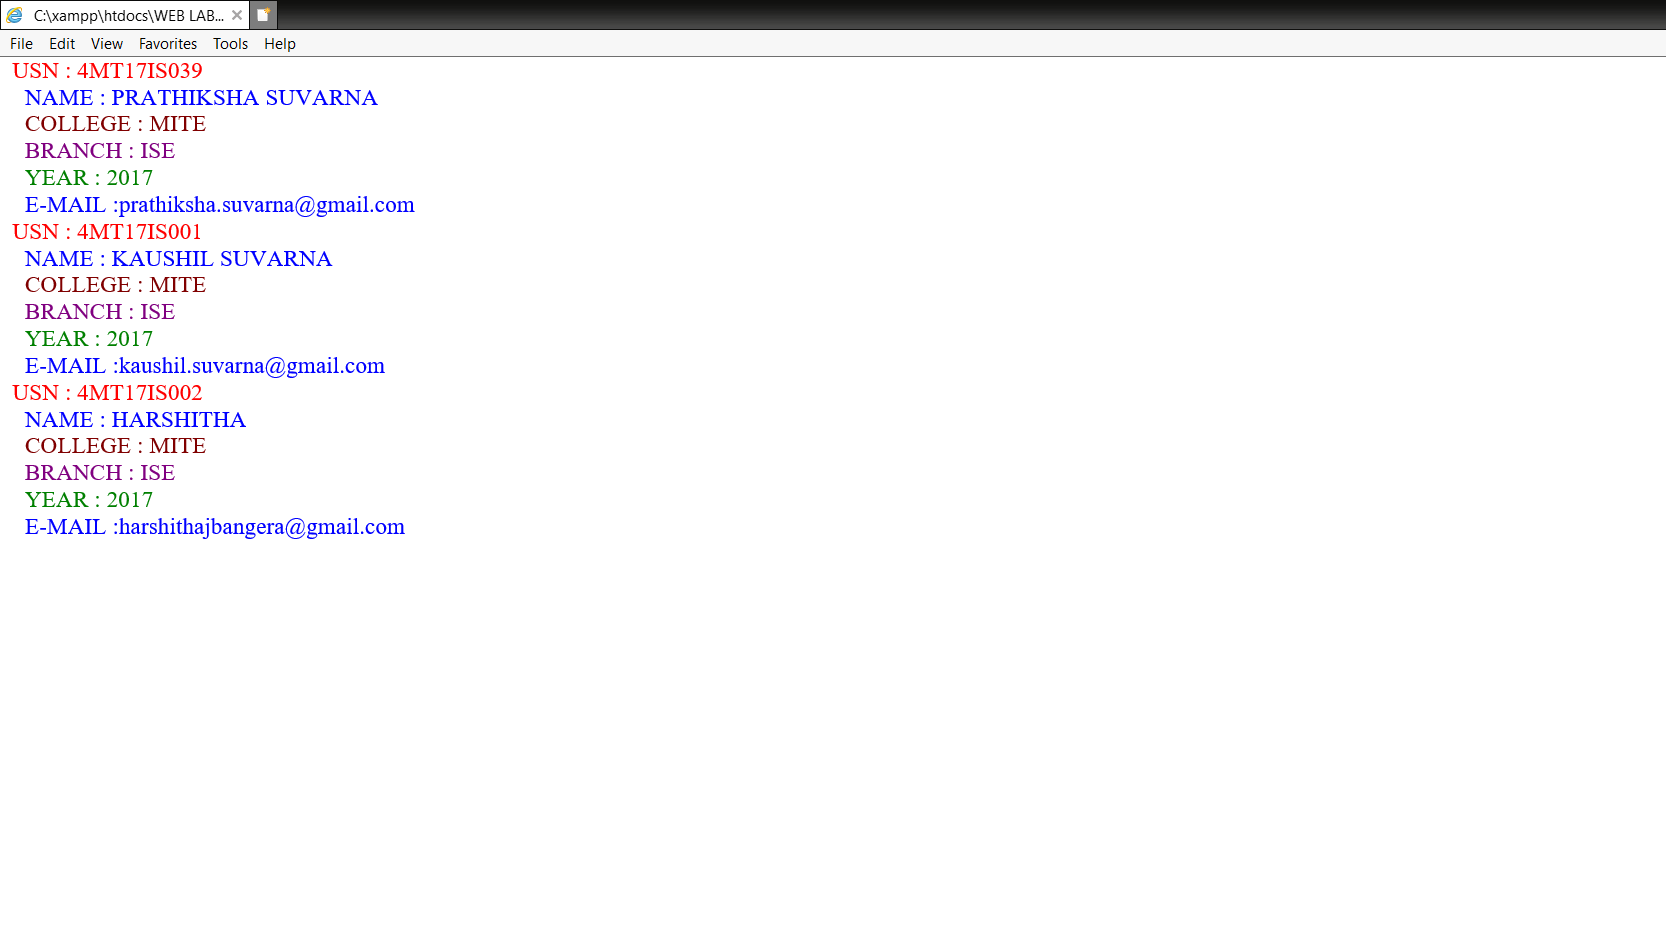 C:\xampp\htdocs\WEB LAB...
File Edit View Favorites Tools Help
USN : 4MT17IS039
NAME : PRATHIKSHA SUVARNA
COLLEGE : MITE
BRANCH : ISE
YEAR : 2017
E-MAIL :prathiksha.suvarna@gmail.com
USN : 4MT17IS001
NAME : KAUSHIL SUVARNA
COLLEGE : MITE
BRANCH : ISE
YEAR : 2017
E-MAIL :kaushil.suvarna@gmail.com
USN : 4MT17IS002
NAME : HARSHITHA
COLLEGE : MITE
BRANCH : ISE
YEAR : 2017
E-MAIL :harshithajbangera@gmail.com